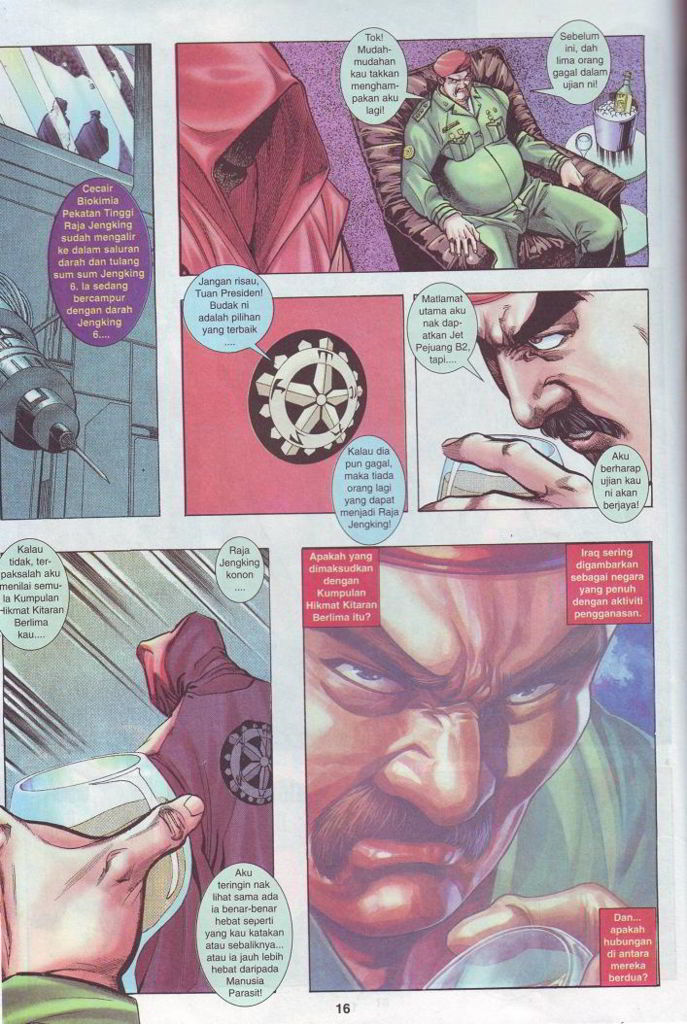 Cecair
Biokimia
Pekatan Tinggi
Raja Jengking
sudah mengalir
ke dalam saluran
darah dan tulang
sum sum Jengking
6. Ia sedang
bercampur
dengan darah
Jengking
6....
Tok!
Mudah-
mudahan
kau takkan
mengham-
pakan aku
lagi!
Sebelum
ini, dah
lima orang
gagal dalam
ujian ni!
Jangan risau,
Tuan Presiden!
Budak ni
adalah pilihan
yang terbaik
....
Kalau dia
pun gagal,
maka tiada
orang lagi
yang dapat
menjadi Raja
Jengking!
Matlamat
utama aku
nak dap-
atkan Jet
Pejuang B2,
tapi....
Aku
berharap
ujian kau
ni akan
berjaya!
Kalau
tidak, ter-
paksalah aku
menilai semu-
la Kumpulan
Hikmat Kitaran
Berlima
kau....
Raja
Jengking
konon
....
Aku
teringin nak
lihat sama ada
ia benar-benar
hebat seperti
yang kau katakan
atau sebaliknya...
atau ia jauh lebih
hebat daripada
Manusia
Parasit!
Apakah yang
dimaksudkan
dengan
Kumpulan
Hikmat Kitaran
Berlima itu?
Iraq sering
digambarkan
sebagai negara
yang penuh
dengan aktiviti
pengganasan.
Dan...
apakah
hubungan
di antara
mereka
berdua?
16